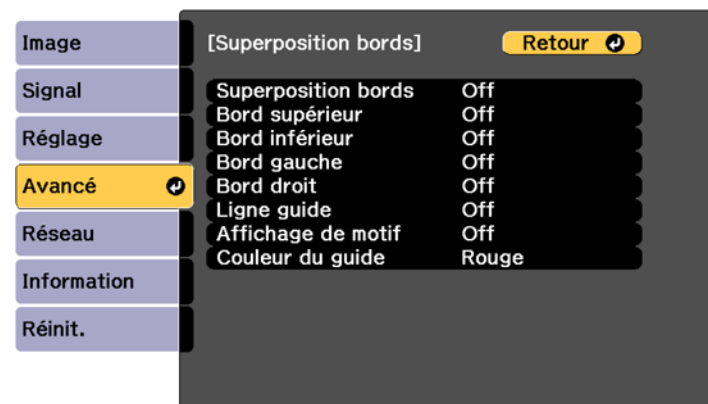 Image
Signal
Réglage
Avancé
Réseau
Information
Réinit.
[Superposition bords] Retour
Superposition bords Off
Bord supérieur Off
Bord inférieur Off
Bord gauche Off
Bord droit Off
Ligne guide Off
Affichage de motif Off
Couleur du guide Rouge